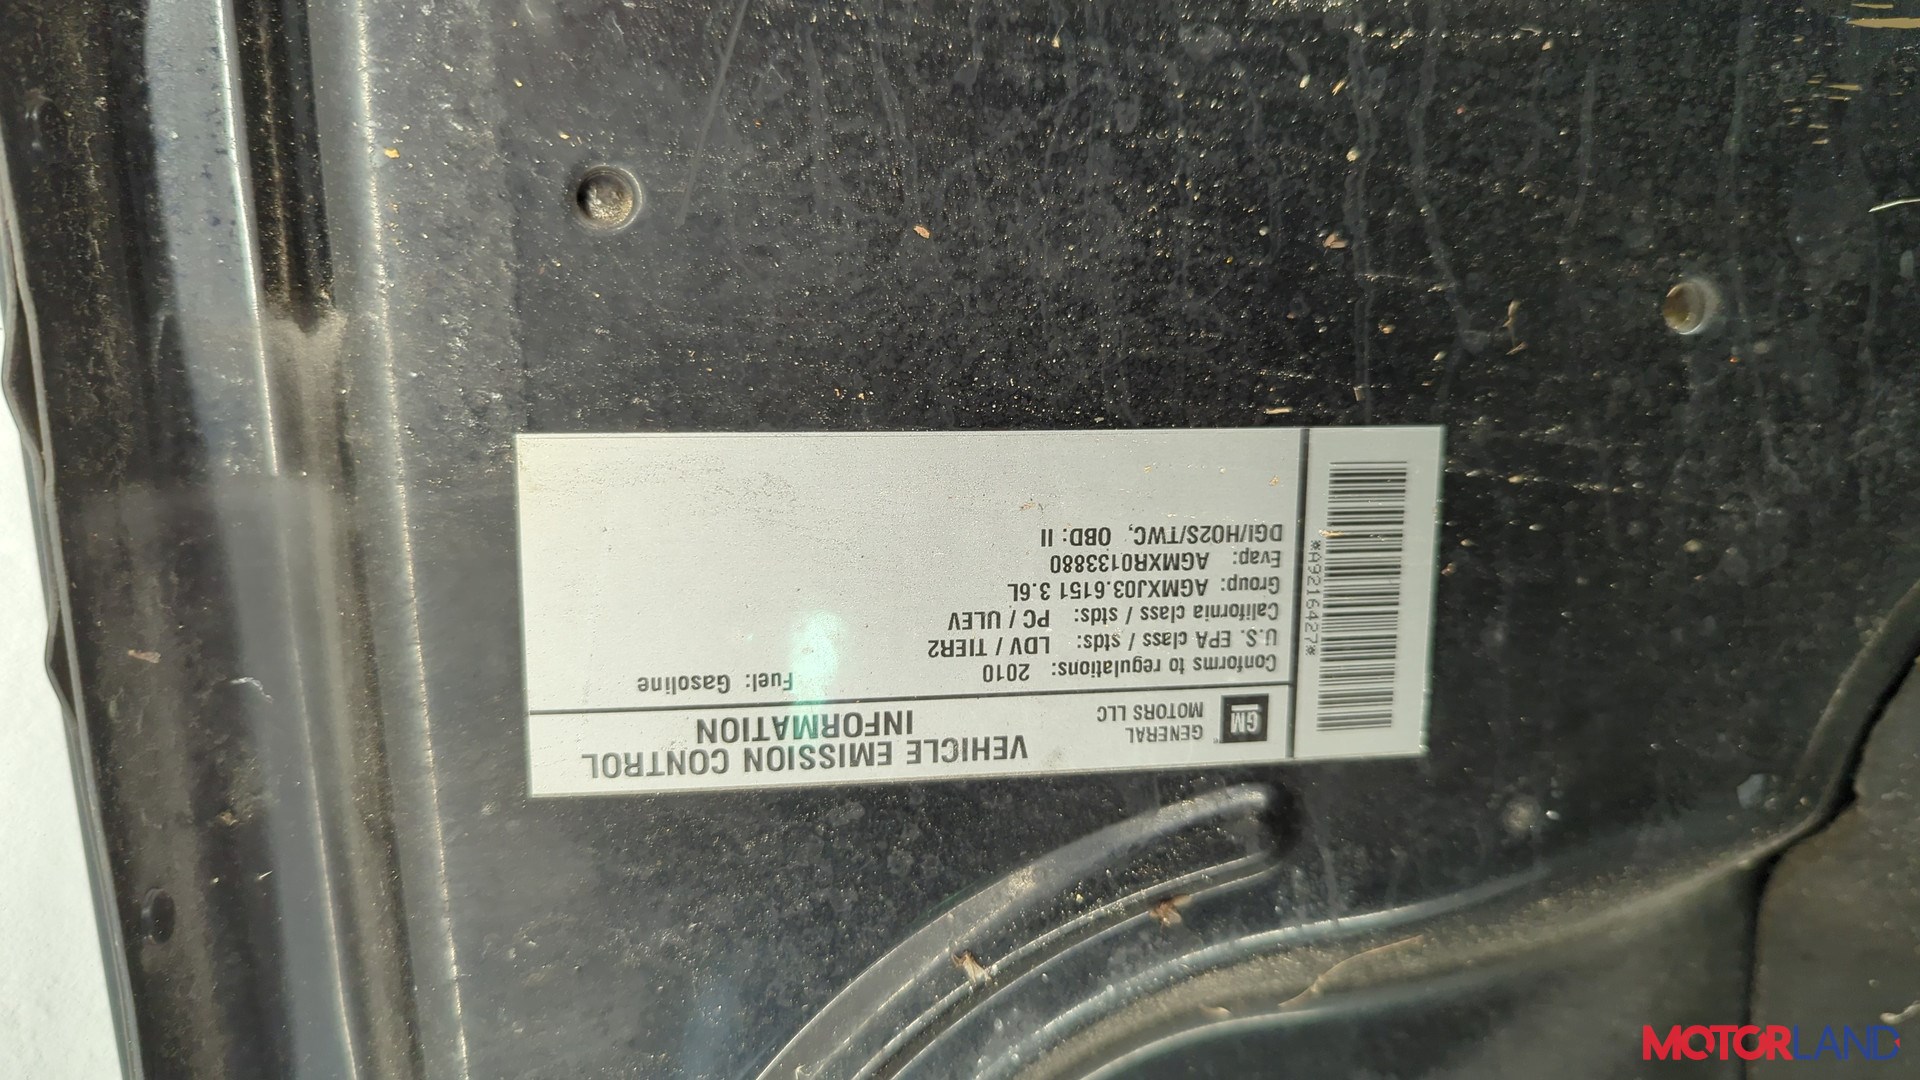 GM
GENERAL
MOTORS LLC
VEHICLE EMISSION CONTROL
INFORMATION
Conforms to regulations: 2010
Fuel: Gasoline
U.S. EPA class / stds: LDV / TIER2
California class / stds: PC / ULEV
Group: AGMXJ03.6151 3.6L
Evap: AGMXR0133880
DGI/HO2S/TWC, OBD: II
*A9216427*
MOTORLAND